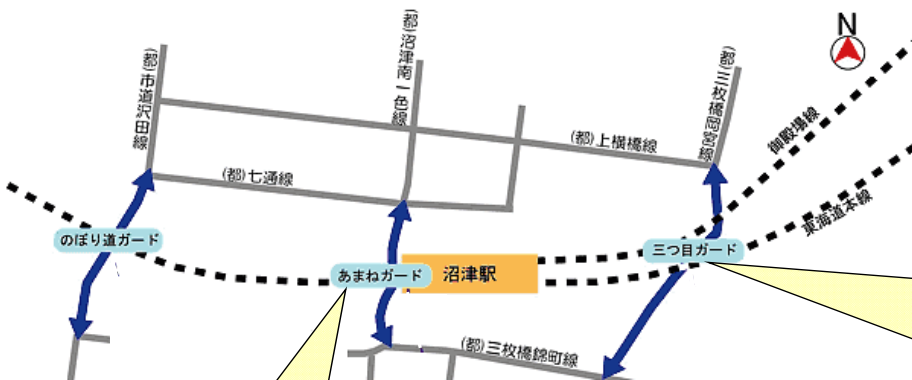 N
(都)市道沢田線
(都)沼津南一色線
(都)三枚橋岡宮線
(都)上横橋線
(都)七通線
御殿場線
東海道本線
のぼり道ガード
あまねガード
沼津駅
三つ目ガード
(都)三枚橋錦町線